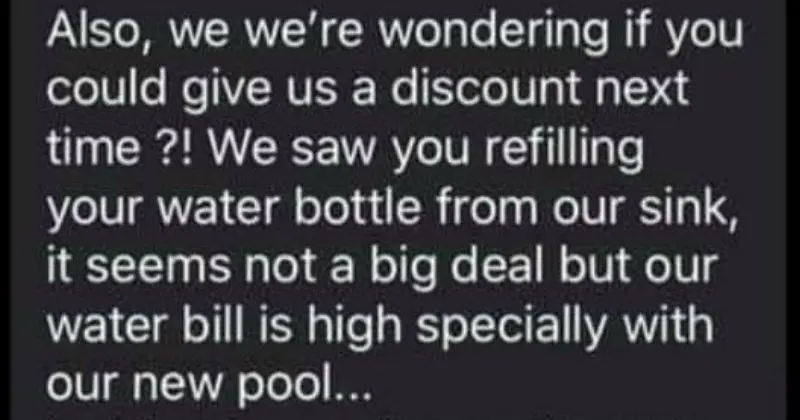 Also, we we're wondering if you
could give us a discount next
time ?! We saw you refilling
your water bottle from our sink,
it seems not a big deal but our
water bill is high specially with
our new pool...